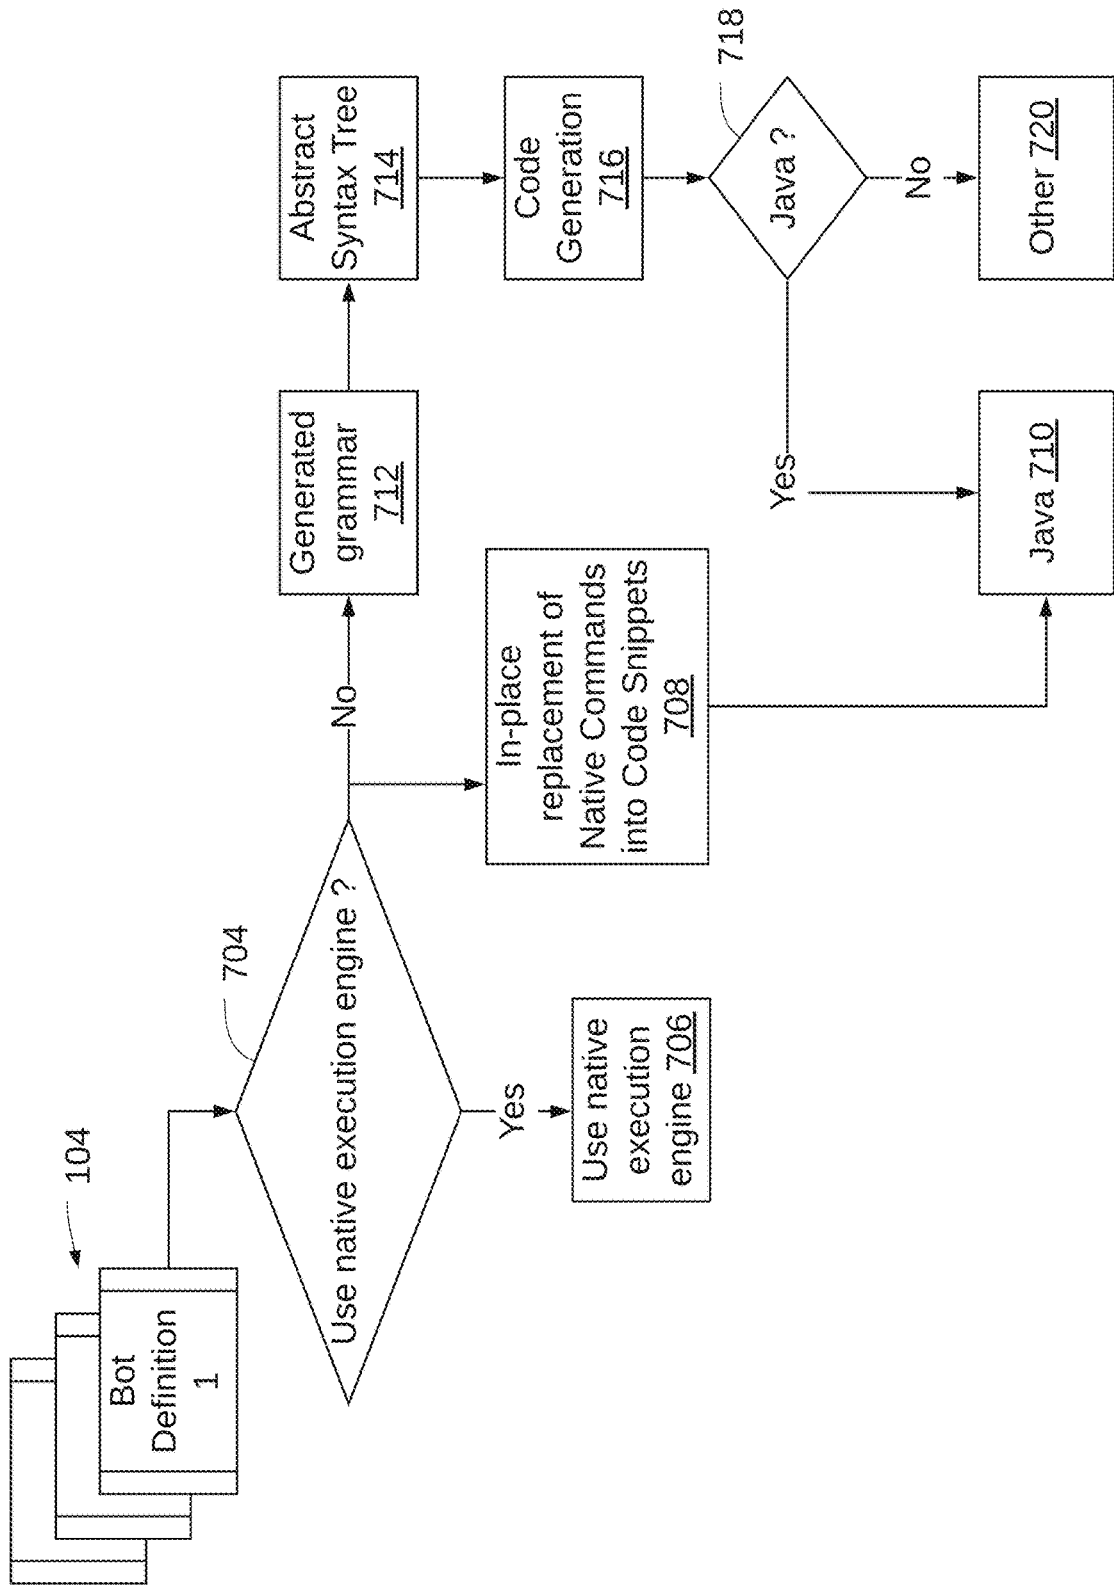 104
Bot
Definition
1
704
Use native execution engine ?
Yes
Use native
execution
engine 706
No
In-place
replacement of
Native Commands
into Code Snippets
708
Generated
grammar
712
Abstract
Syntax Tree
714
Code
Generation
716
718
Java ?
Yes
No
Java 710
Other 720